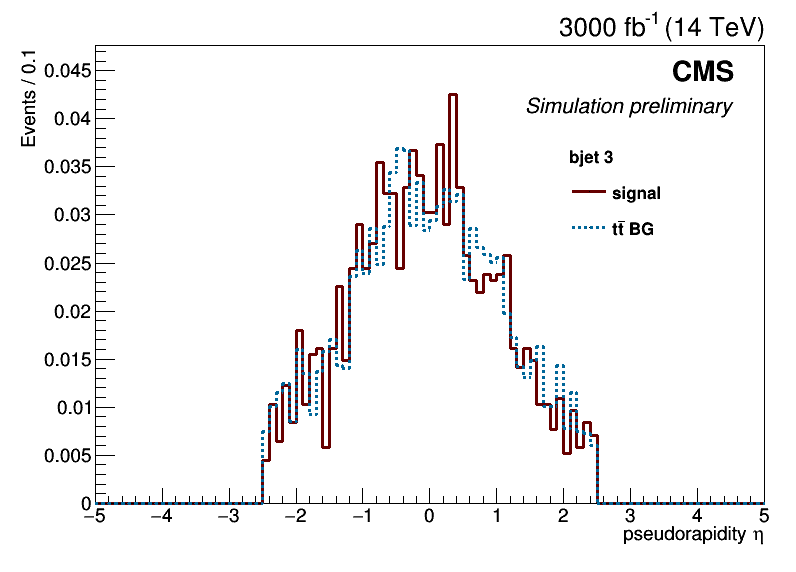 3000 fb⁻¹ (14 TeV)
Events / 0.1
CMS
Simulation preliminary
bjet 3
signal
tt̄ BG
0.045
0.04
0.035
0.03
0.025
0.02
0.015
0.01
0.005
0
−5 −4 −3 −2 −1 0 1 2 3 4 5
pseudorapidity η